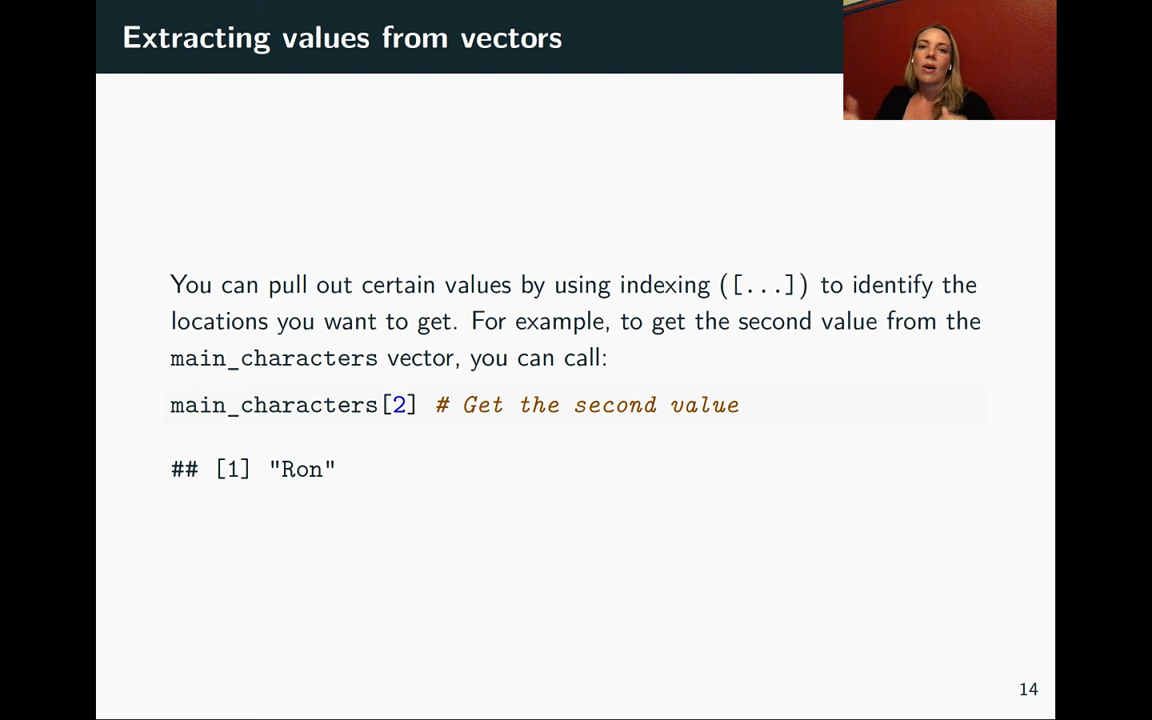 Extracting values from vectors
You can pull out certain values by using indexing ([...]) to identify the
locations you want to get. For example, to get the second value from the
main_characters vector, you can call:
main_characters[2] # Get the second value
## [1] "Ron"
14